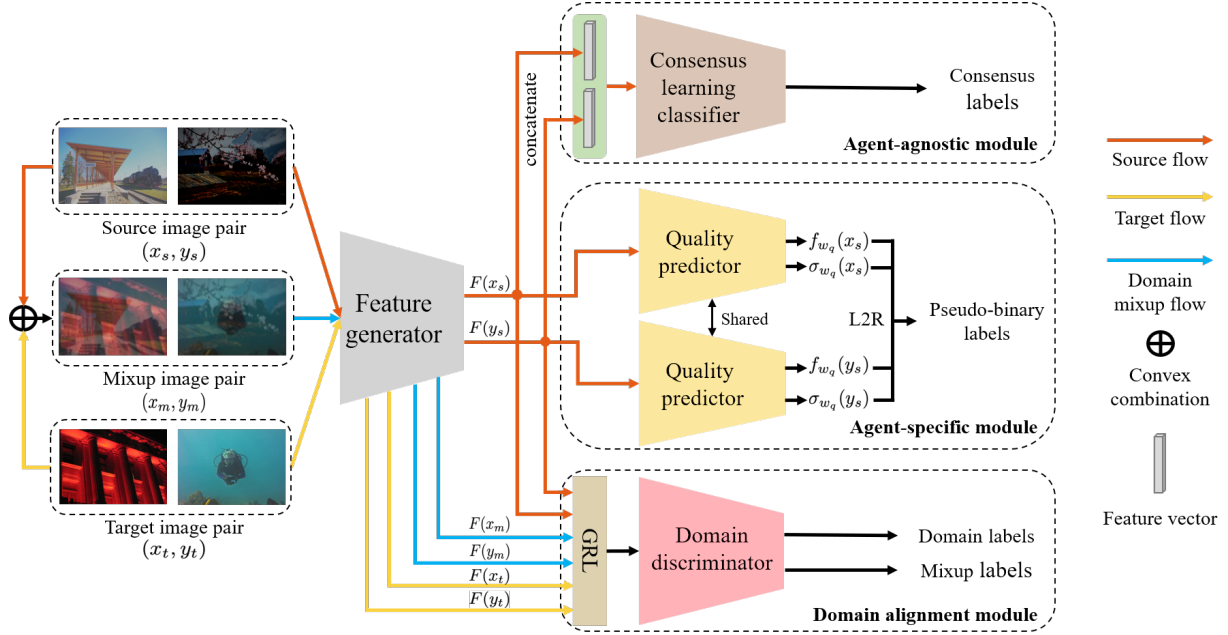 Source image pair
(x_s, y_s)
Mixup image pair
(x_m, y_m)
Target image pair
(x_t, y_t)
Feature
generator
F(x_s)
F(y_s)
F(x_m)
F(y_m)
F(x_t)
F(y_t)
concatenate
Consensus
learning
classifier
Consensus
labels
Agent-agnostic module
Quality
predictor
f_{w_q}(x_s)
σ_{w_q}(x_s)
Shared
L2R
Pseudo-binary
labels
Quality
predictor
f_{w_q}(y_s)
σ_{w_q}(y_s)
Agent-specific module
GRL
Domain
discriminator
Domain labels
Mixup labels
Domain alignment module
Source flow
Target flow
Domain
mixup flow
Convex
combination
Feature vector